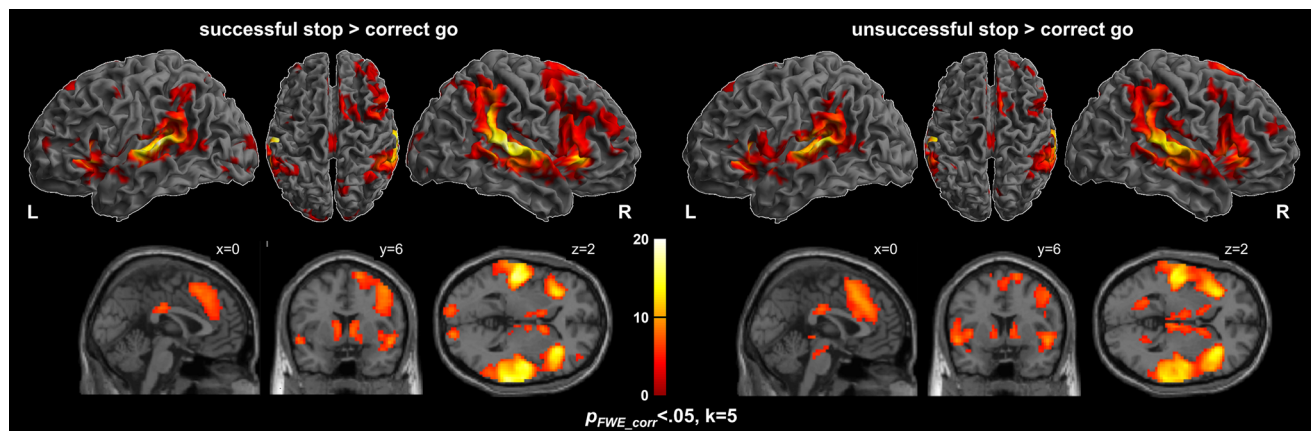 successful stop > correct go
unsuccessful stop > correct go
L
R
L
R
x=0
y=6
z=2
20
10
0
x=0
y=6
z=2
pFWE_corr<.05, k=5